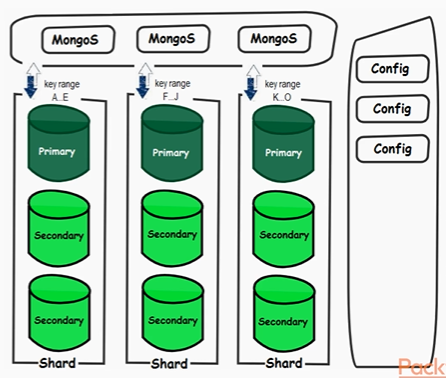 MongoS MongoS MongoS
key range
A...E
key range
F...J
key range
K...O
Config
Config
Config
Primary Primary Primary
Secondary Secondary Secondary
Secondary Secondary Secondary
Shard Shard Shard
Pack